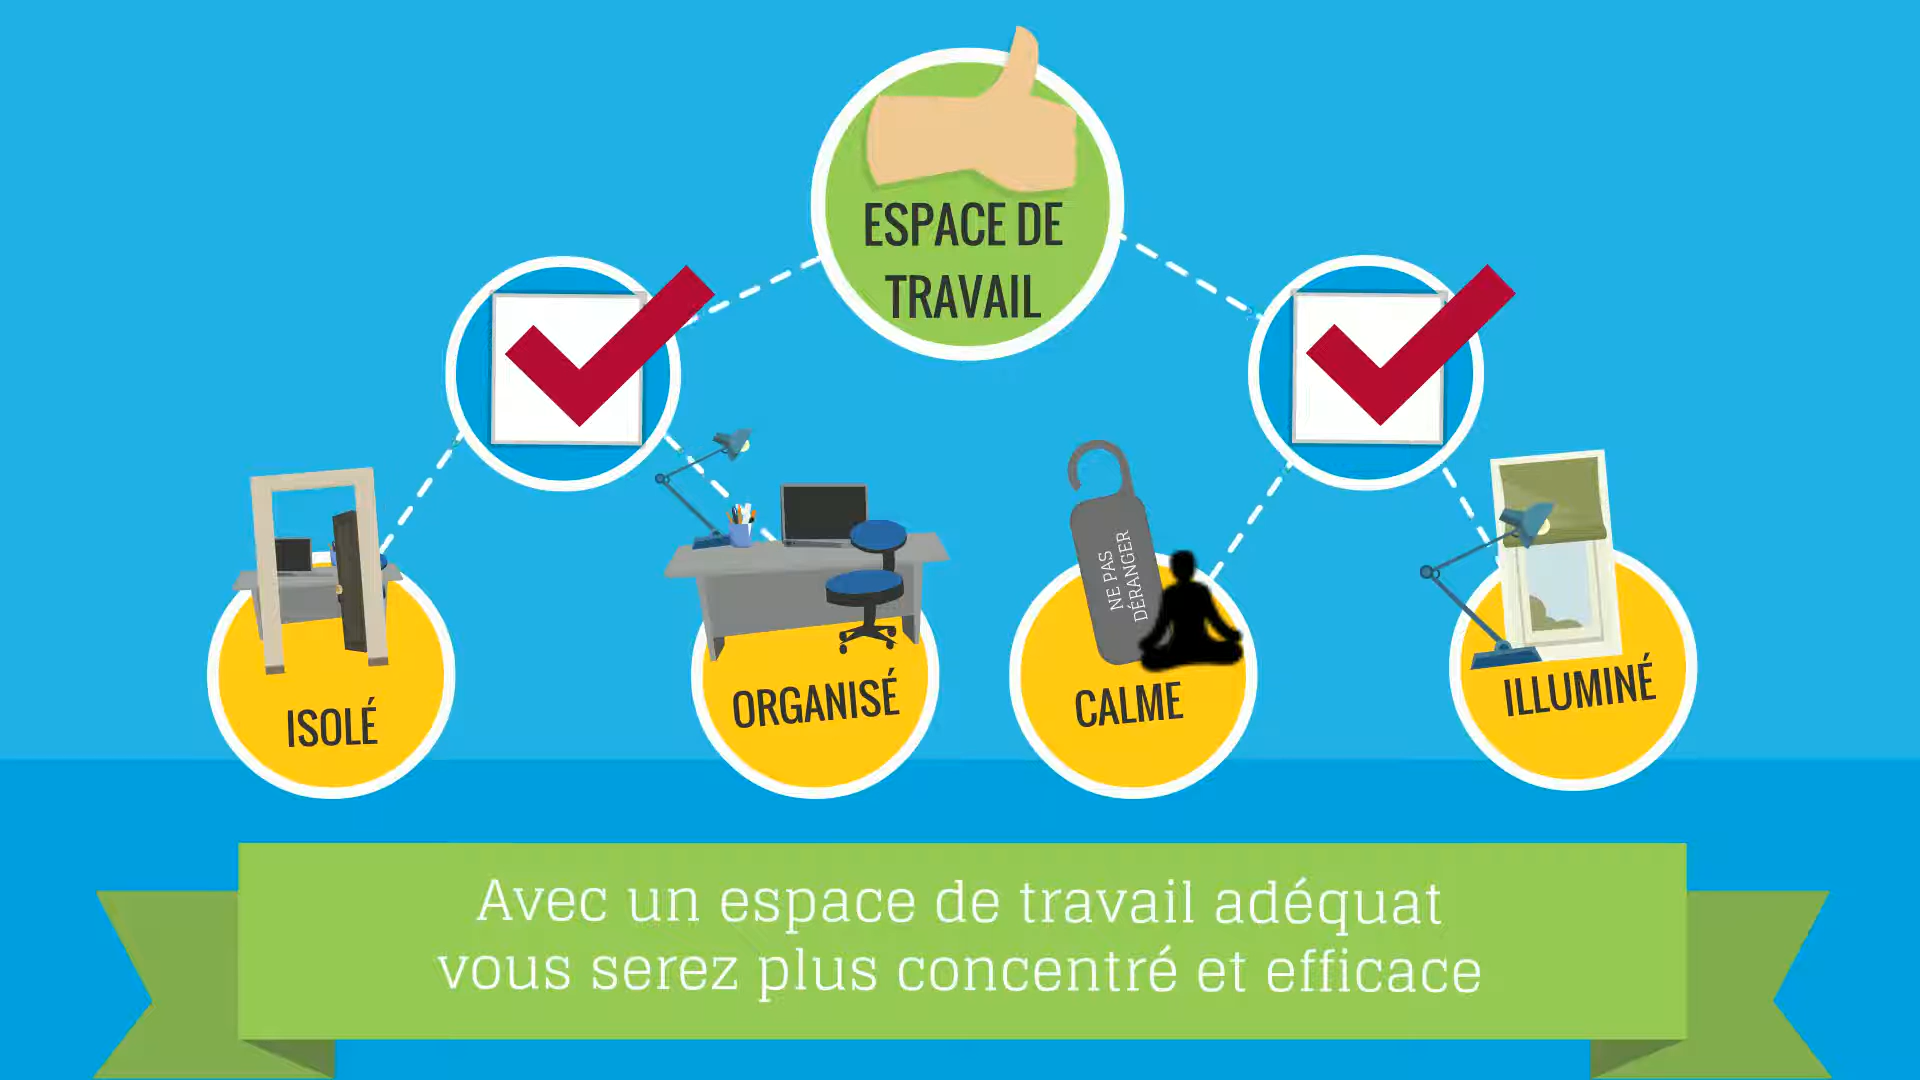 ESPACE DE
TRAVAIL
NE PAS
DÉRANGER
ISOLÉ
ORGANISÉ
CALME
ILLUMINÉ
Avec un espace de travail adéquat
vous serez plus concentré et efficace